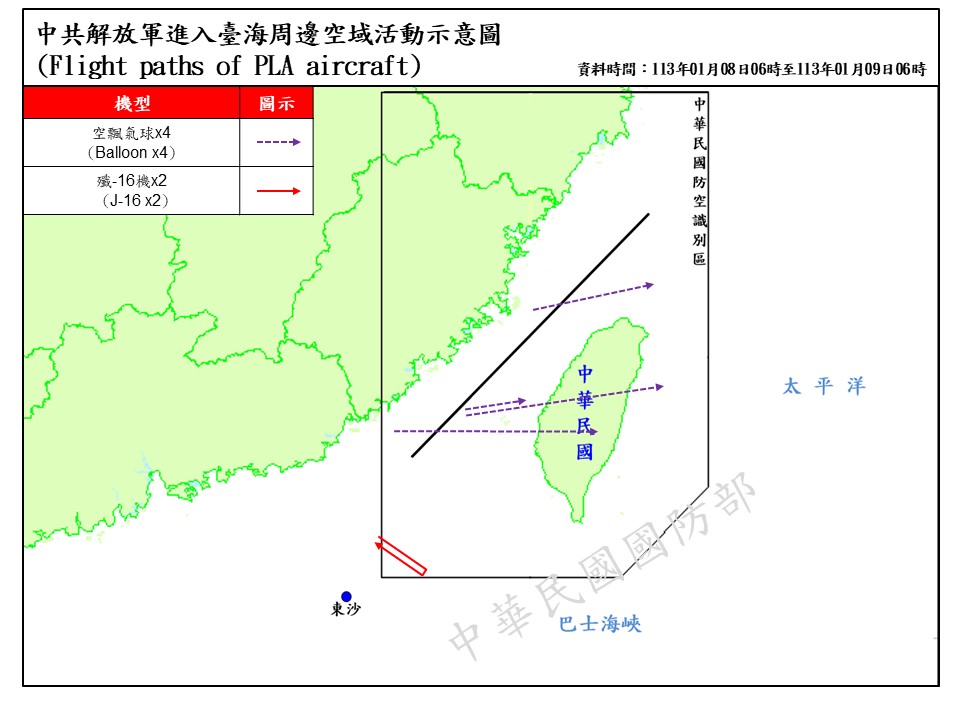 中共解放軍進入臺海周邊空域活動示意圖
(Flight paths of PLA aircraft)
資料時間：113年01月08日06時至113年01月09日06時
機型 圖示
空飄氣球x4
（Balloon x4）
殲-16機x2
（J-16 x2）
中華民國防空識別區
中華民國
太平洋
東沙
巴士海峽
中華民國國防部